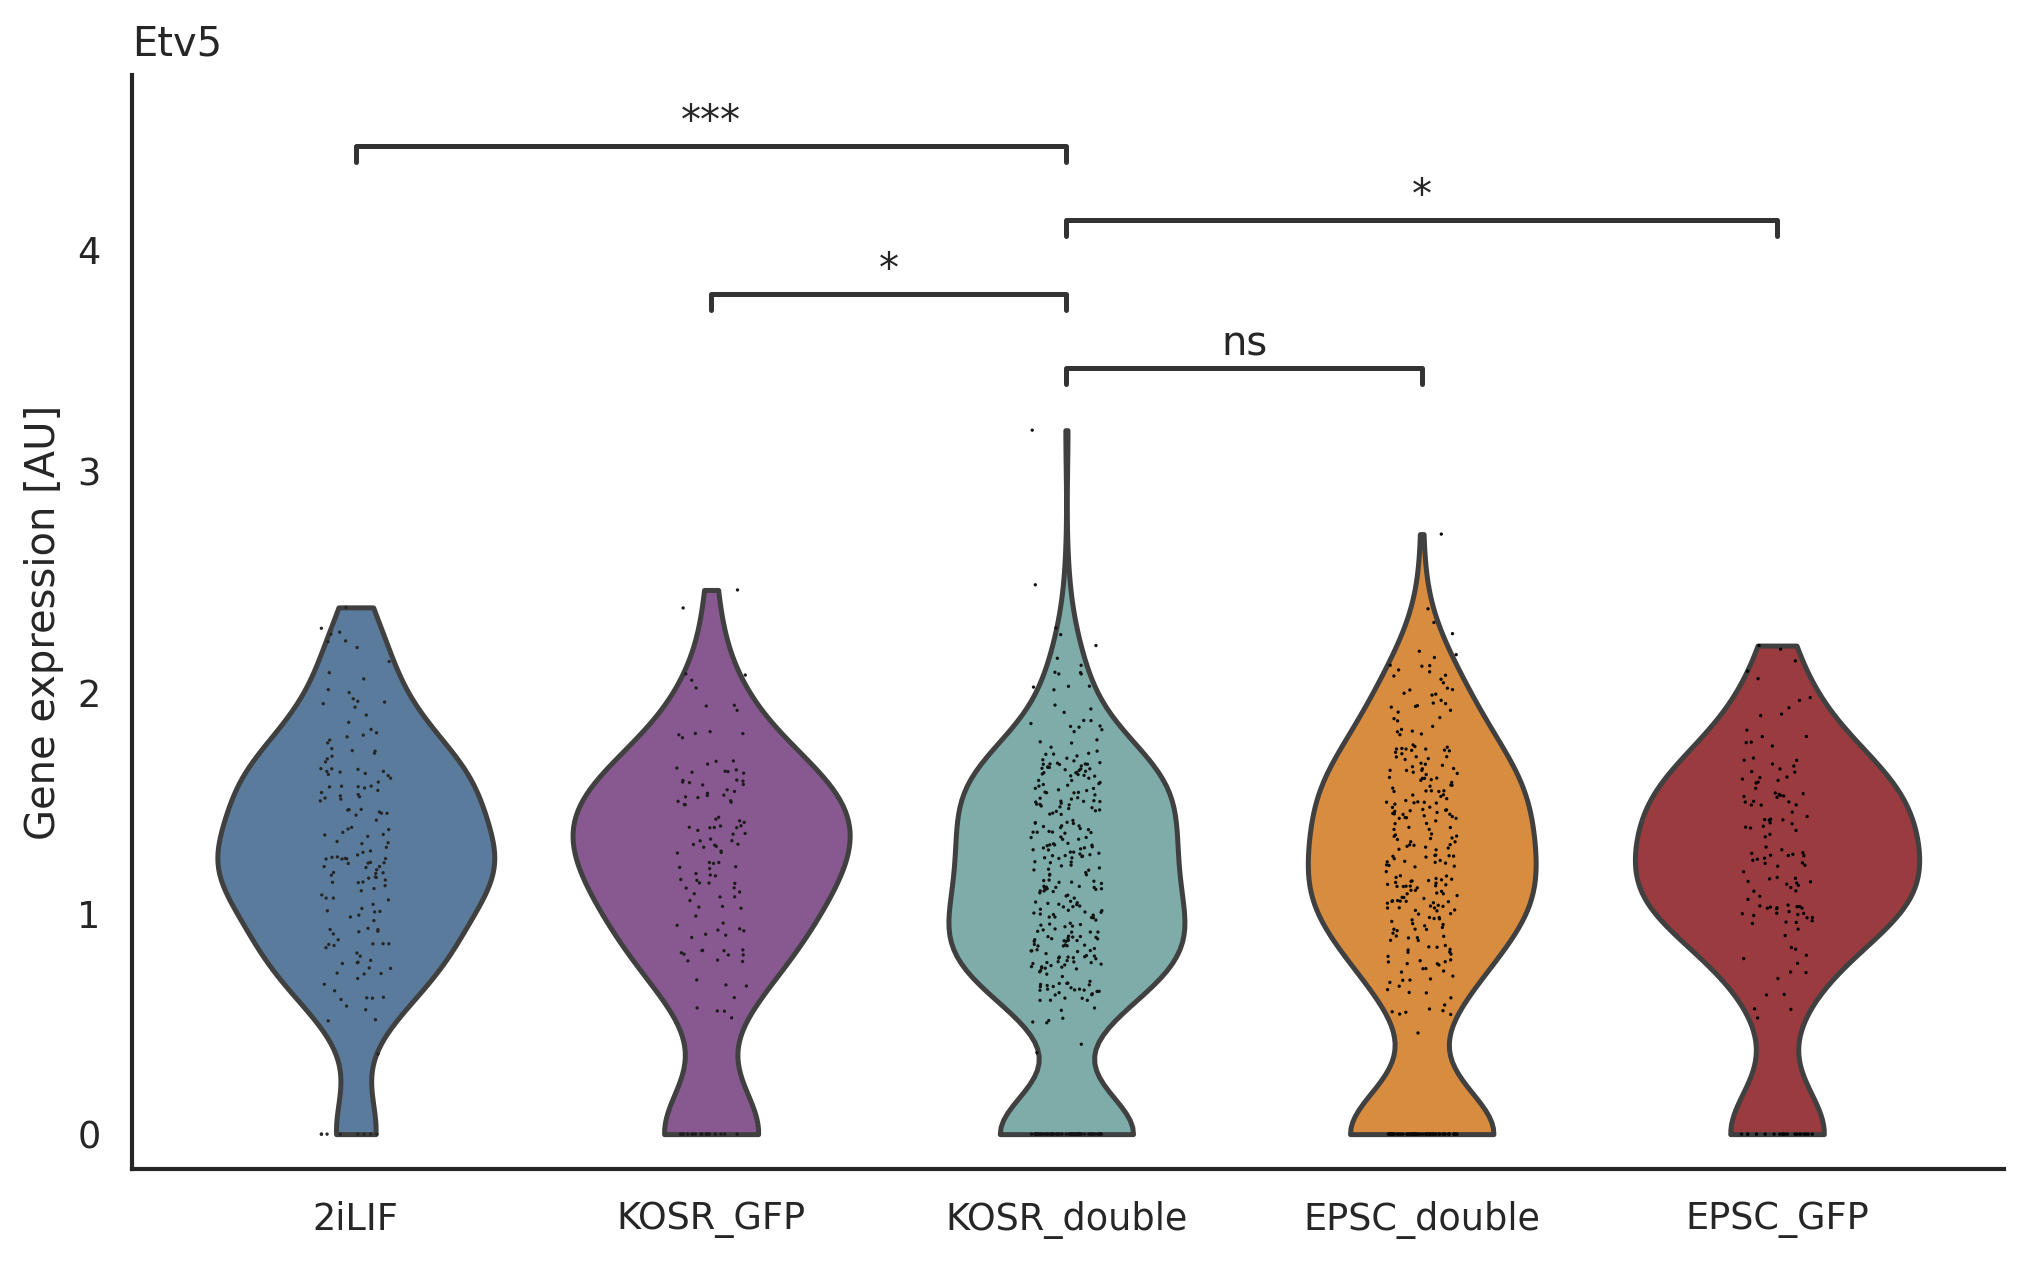 Etv5
***
*
*
ns
Gene expression [AU]
4
3
2
1
0
2iLIF
KOSR_GFP
KOSR_double
EPSC_double
EPSC_GFP